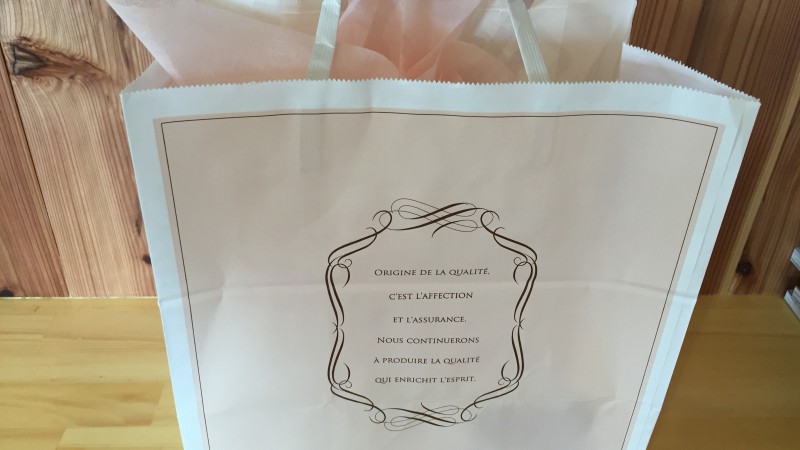 ORIGINE DE LA QUALITÉ,
C'EST L'AFFECTION
ET L'ASSURANCE.
NOUS CONTINUERONS
À PRODUIRE LA QUALITÉ
QUI ENRICHIT L'ESPRIT.